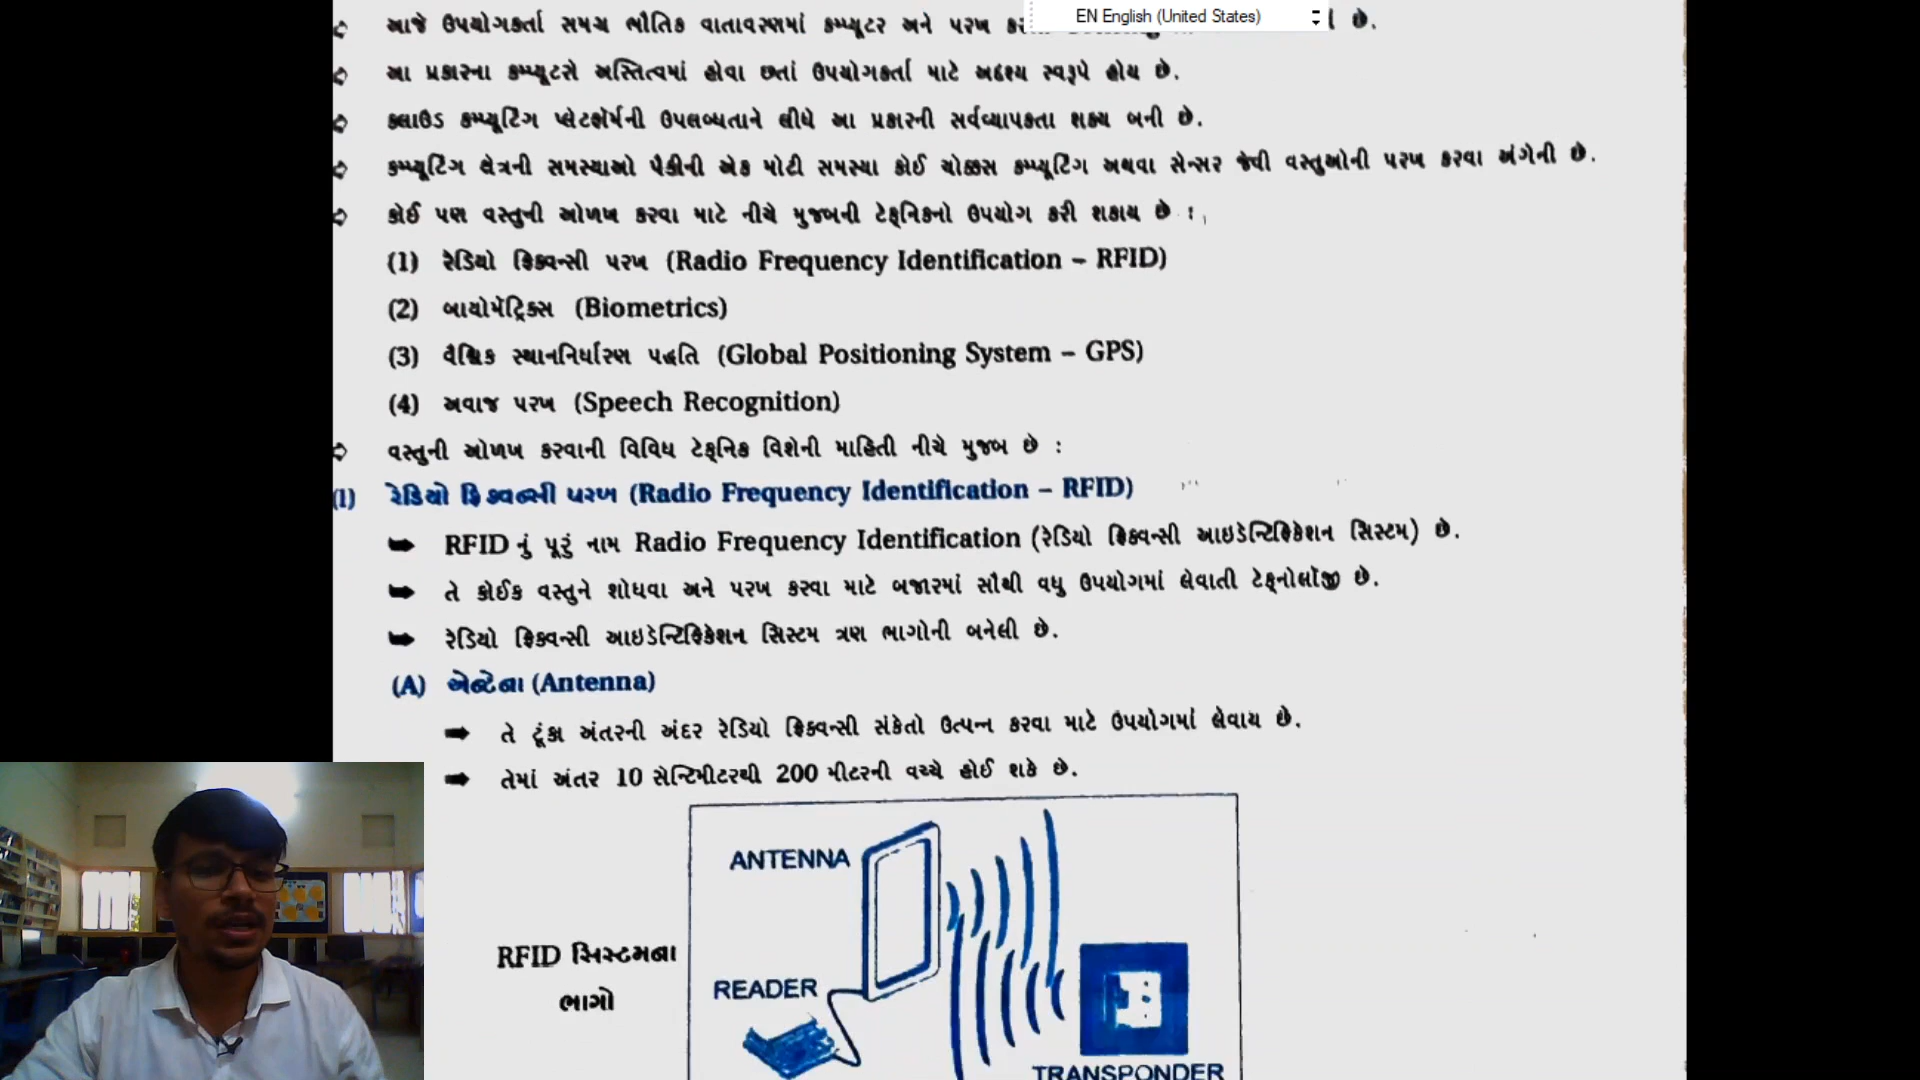 આજે ઉપયોગકર્તા સમગ્ર ભૌતિક વાતાવરણમાં કમ્પ્યૂટર અને પરખ છે.
EN English (United States)
આ પ્રકારના કમ્પ્યૂટરો અસ્તિત્વમાં હોવા છતાં ઉપયોગકર્તા માટે અદૃશ્ય સ્વરૂપે હોય છે.
ક્લાઉડ કમ્પ્યૂટિંગ પ્લેટફૉર્મની ઉપલબ્ધતાને લીધે આ પ્રકારની સર્વવ્યાપકતા શક્ય બની છે.
કમ્પ્યૂટિંગ ક્ષેત્રની સમસ્યાઓ પૈકીની એક મોટી સમસ્યા કોઈ ચોક્કસ કમ્પ્યૂટિંગ અથવા સેન્સર જેવી વસ્તુઓની પરખ કરવા અંગેની છે.
કોઈ પણ વસ્તુની ઓળખ કરવા માટે નીચે મુજબની ટેક્‌નિકનો ઉપયોગ કરી શકાય છે :
(1) રેડિયો ફ્રિક્વન્સી પરખ (Radio Frequency Identification – RFID)
(2) બાયોમૅટ્રિક્સ (Biometrics)
(3) વૈશ્વિક સ્થાનનિર્ધારણ પદ્ધતિ (Global Positioning System – GPS)
(4) અવાજ પરખ (Speech Recognition)
વસ્તુની ઓળખ કરવાની વિવિધ ટેક્‌નિક વિશેની માહિતી નીચે મુજબ છે :
(1) રેડિયો ફ્રિક્વન્સી પરખ (Radio Frequency Identification – RFID)
RFID નું પૂરું નામ Radio Frequency Identification (રેડિયો ફ્રિક્વન્સી આઇડેન્ટિફિકેશન સિસ્ટમ) છે.
તે કોઈક વસ્તુને શોધવા અને પરખ કરવા માટે બજારમાં સૌથી વધુ ઉપયોગમાં લેવાતી ટેક્‌નોલૉજી છે.
રેડિયો ફ્રિક્વન્સી આઇડેન્ટિફિકેશન સિસ્ટમ ત્રણ ભાગોની બનેલી છે.
(A) ઍન્ટેના (Antenna)
તે ટૂંકા અંતરની અંદર રેડિયો ફ્રિક્વન્સી સંકેતો ઉત્પન્ન કરવા માટે ઉપયોગમાં લેવાય છે.
તેમાં અંતર 10 સેન્ટિમીટરથી 200 મીટરની વચ્ચે હોઈ શકે છે.
ANTENNA
RFID સિસ્ટમના
ભાગો
READER
TRANSPONDER